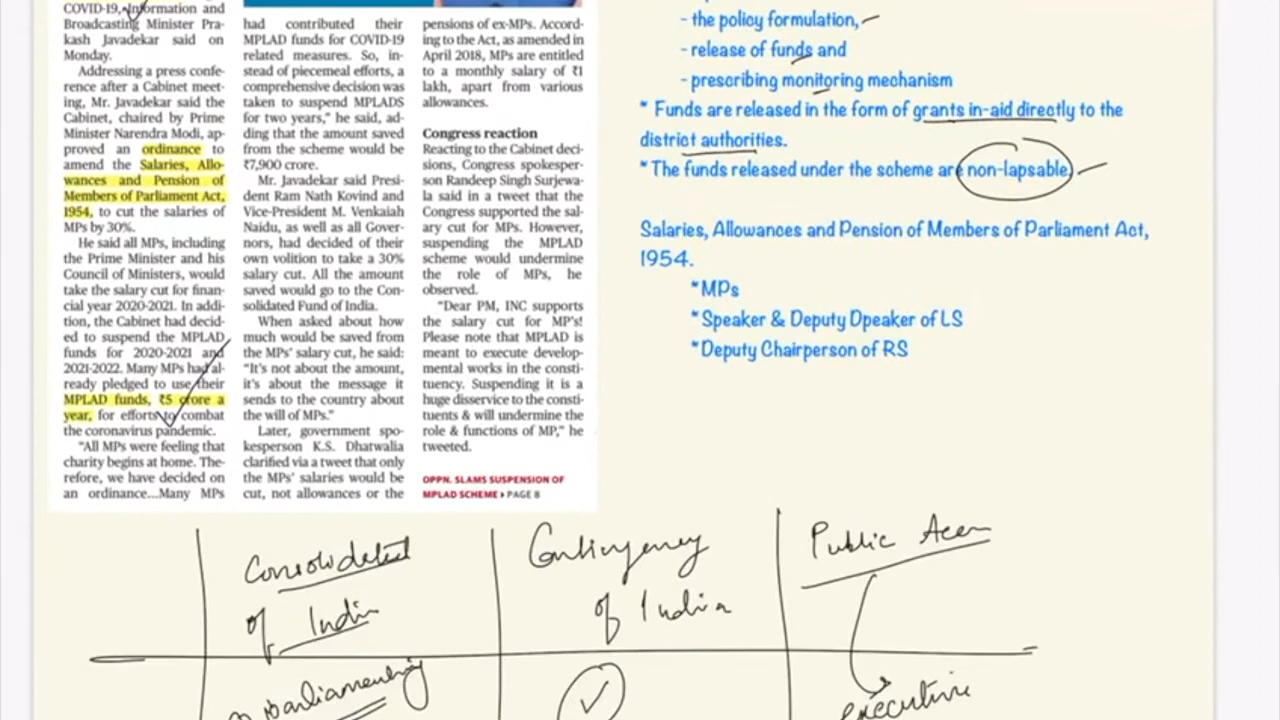 COVID-19, Information and
Broadcasting Minister Pra-
kash Javadekar said on
Monday.
Addressing a press confe-
rence after a Cabinet meet-
ing, Mr. Javadekar said the
Cabinet, chaired by Prime
Minister Narendra Modi, ap-
proved an ordinance to
amend the Salaries, Allo-
wances and Pension of
Members of Parliament Act,
1954, to cut the salaries of
MPs by 30%.
He said all MPs, including
the Prime Minister and his
Council of Ministers, would
take the salary cut for finan-
cial year 2020-2021. In addi-
tion, the Cabinet had decid-
ed to suspend the MPLAD
funds for 2020-2021 and
2021-2022. Many MPs had al-
ready pledged to use their
MPLAD funds, ₹5 crore a
year, for efforts to combat
the coronavirus pandemic.
"All MPs were feeling that
charity begins at home. The-
refore, we have decided on
an ordinance...Many MPs
had contributed their
MPLAD funds for COVID-19
related measures. So, in-
stead of piecemeal efforts, a
comprehensive decision was
taken to suspend MPLADS
for two years," he said, ad-
ding that the amount saved
from the scheme would be
₹7,900 crore.
Mr. Javadekar said Presi-
dent Ram Nath Kovind and
Vice-President M. Venkaiah
Naidu, as well as all Gover-
nors, had decided of their
own volition to take a 30%
salary cut. All the amount
saved would go to the Con-
solidated Fund of India.
When asked about how
much would be saved from
the MPs' salary cut, he said:
"It's not about the amount,
it's about the message it
sends to the country about
the will of MPs."
Later, government spo-
kesperson K.S. Dhatwalia
clarified via a tweet that only
the MPs' salaries would be
cut, not allowances or the
pensions of ex-MPs. Accord-
ing to the Act, as amended in
April 2018, MPs are entitled
to a monthly salary of ₹1
lakh, apart from various
allowances.
Congress reaction
Reacting to the Cabinet deci-
sions, Congress spokesper-
son Randeep Singh Surjewa-
la said in a tweet that the
Congress supported the sal-
ary cut for MPs. However,
suspending the MPLAD
scheme would undermine
the role of MPs, he
observed.
"Dear PM, INC supports
the salary cut for MP's!
Please note that MPLAD is
meant to execute develop-
mental works in the consti-
tuency. Suspending it is a
huge disservice to the consti-
tuents & will undermine the
role & functions of MP," he
tweeted.
OPPN. SLAMS SUSPENSION OF
MPLAD SCHEME PAGE 8
- the policy formulation,
- release of funds and
- prescribing monitoring mechanism
* Funds are released in the form of grants in-aid directly to the
district authorities.
* The funds released under the scheme are non-lapsable.
Salaries, Allowances and Pension of Members of Parliament Act,
1954.
*MPs
*Speaker & Deputy Opeaker of LS
*Deputy Chairperson of RS
Consolidated
of India
Contingency
of India
Public Accn
Executive